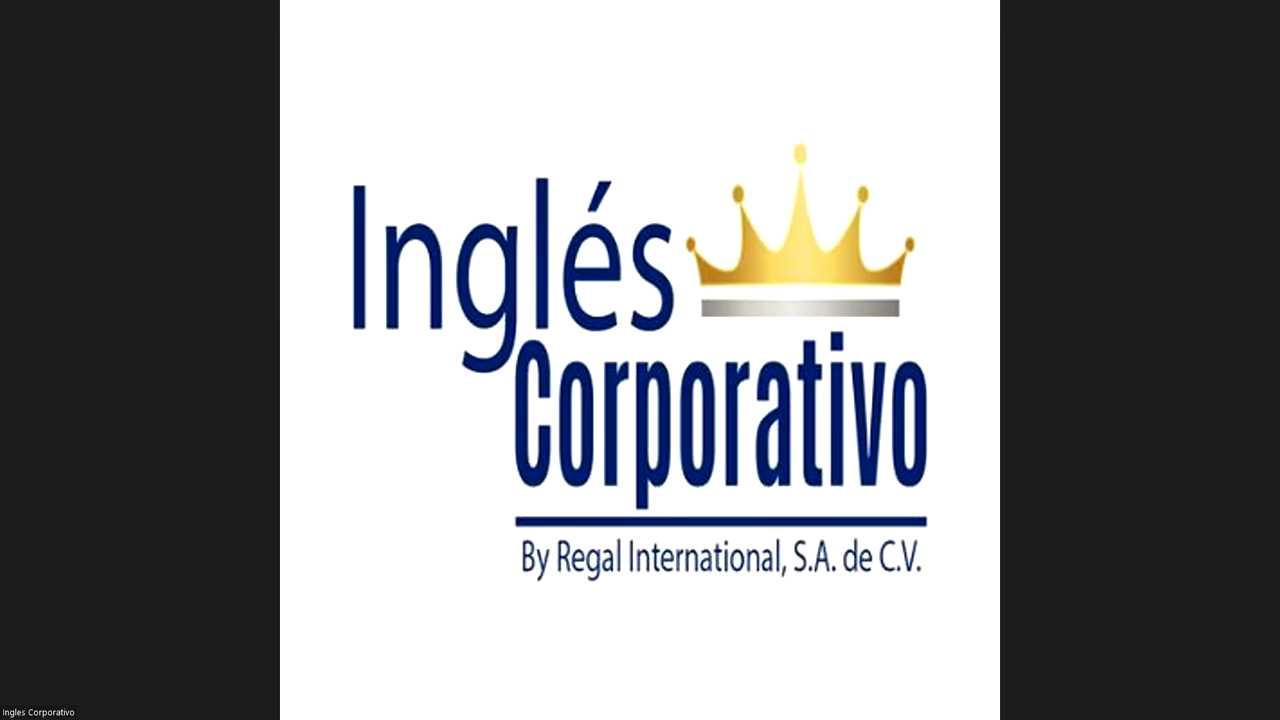 Inglés
Corporativo
By Regal International, S.A. de C.V.
Ingles Corporativo